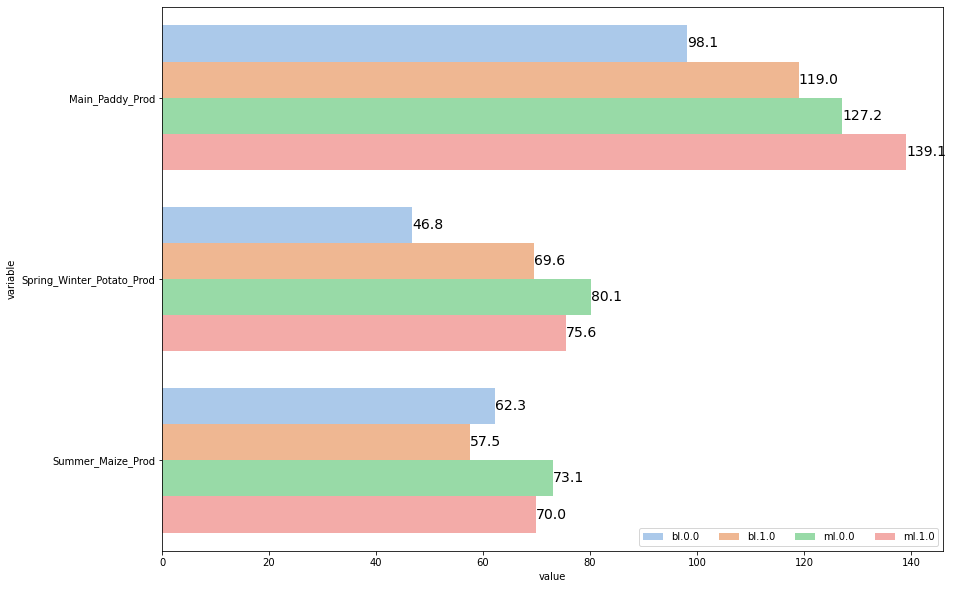 98.1
119.0
Main_Paddy_Prod
127.2
139.1
46.8
69.6
variable
Spring_Winter_Potato_Prod
80.1
75.6
62.3
57.5
Summer_Maize_Prod
73.1
70.0
bl.0.0 bl.1.0 ml.0.0 ml.1.0
0 20 40 60 80 100 120 140
value